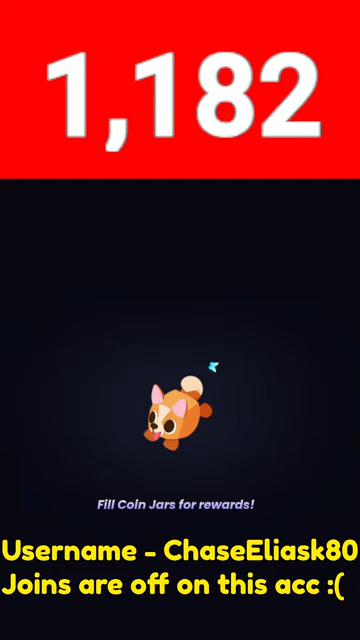 1,182
Fill Coin Jars for rewards!
Username - ChaseEliask80
Joins are off on this acc :(